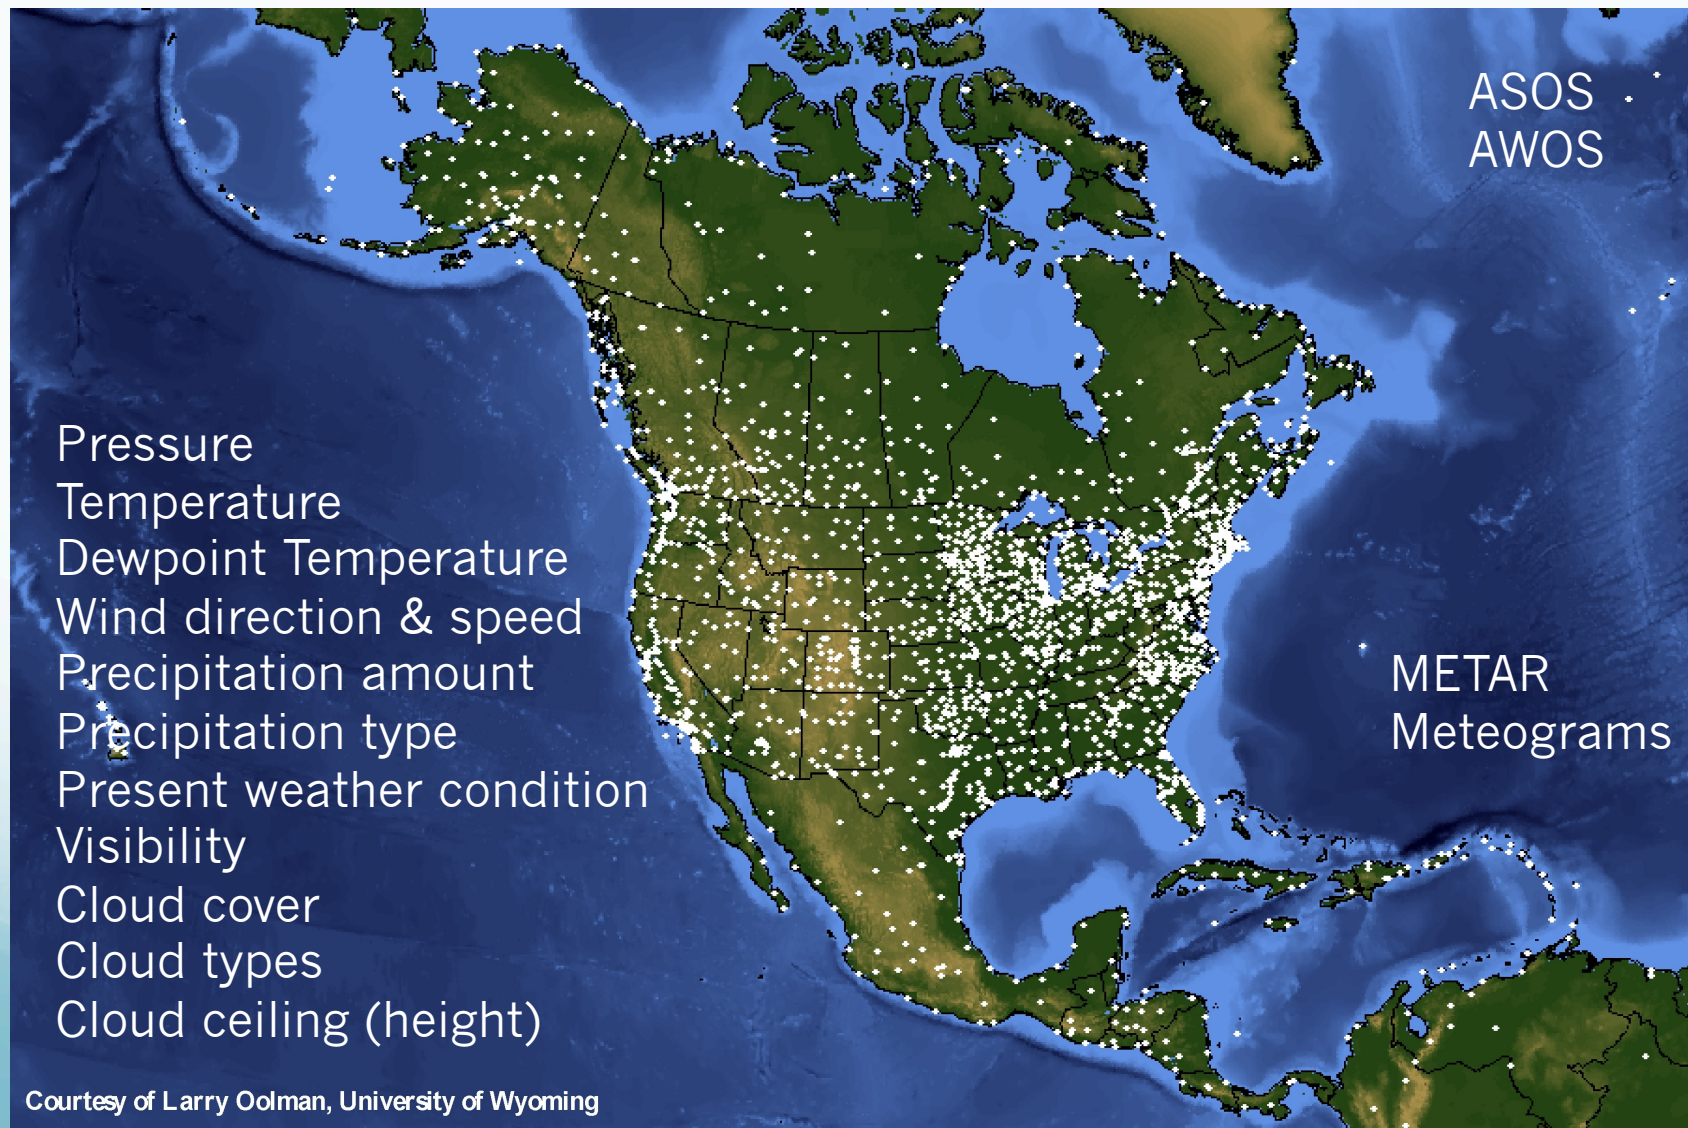 ASOS
AWOS
Pressure
Temperature
Dewpoint Temperature
Wind direction & speed
Precipitation amount
Precipitation type
Present weather condition
Visibility
Cloud cover
Cloud types
Cloud ceiling (height)
METAR
Meteograms
Courtesy of Larry Oolman, University of Wyoming